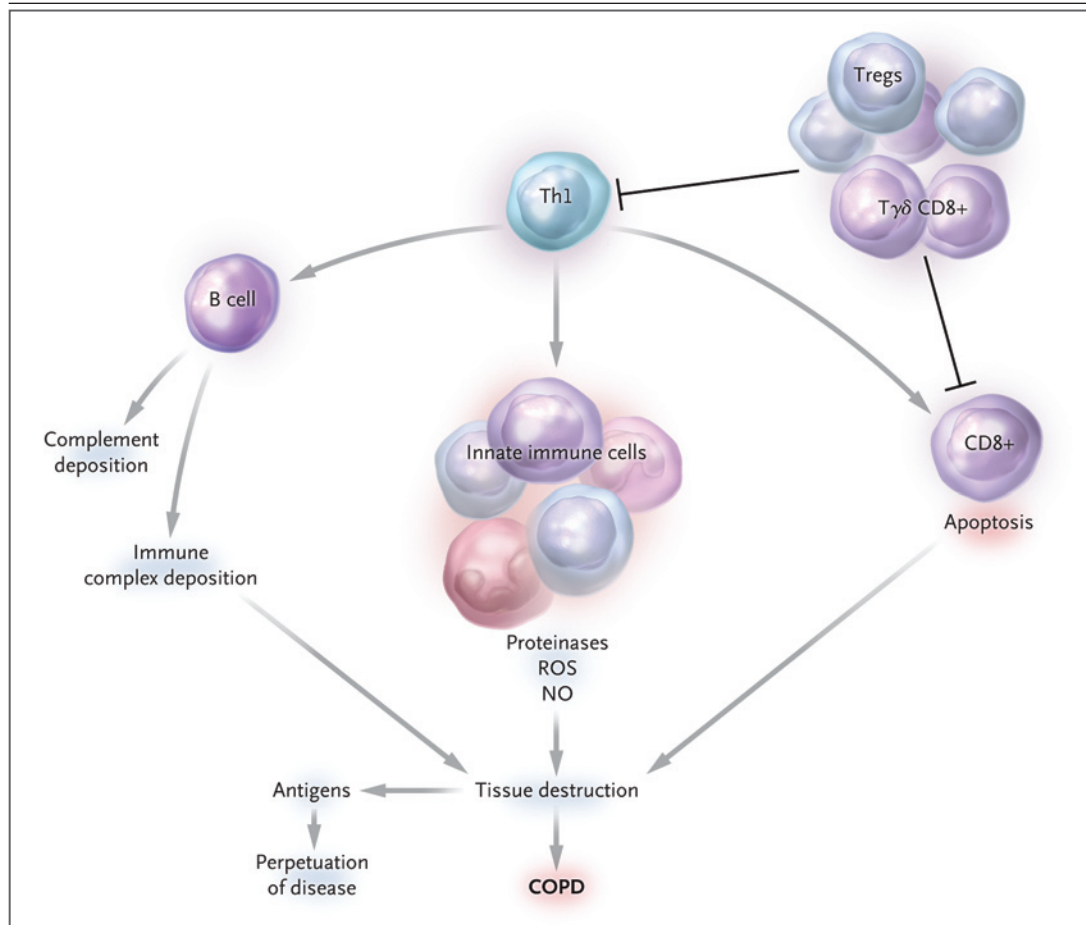 Tregs
Tγδ CD8+
Th1
B cell
Complement
deposition
Immune
complex deposition
Innate immune cells
CD8+
Apoptosis
Proteinases
ROS
NO
Antigens
Tissue destruction
Perpetuation
of disease
COPD